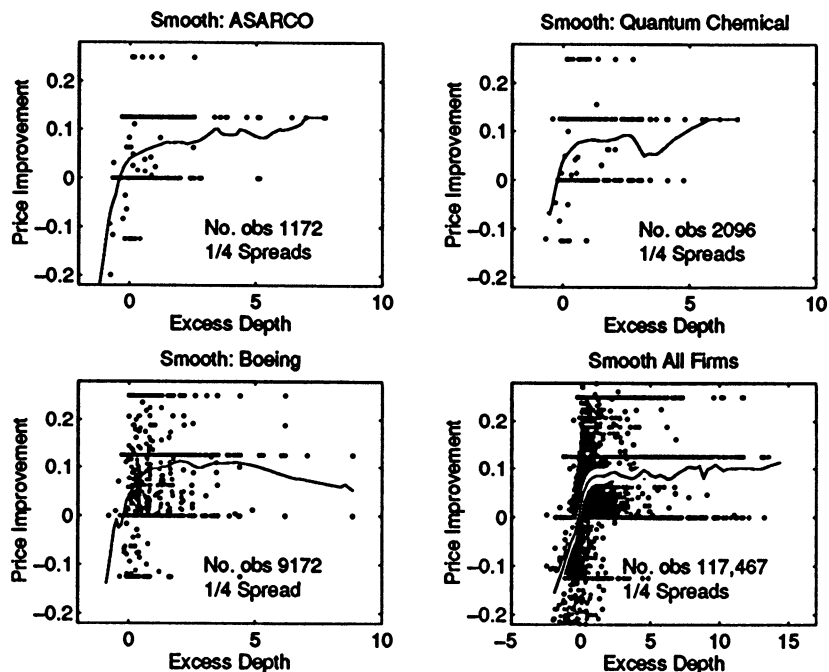 Smooth: ASARCO
Price Improvement
0.2
0.1
0
−0.1
−0.2
No. obs 1172
1/4 Spreads
0
5
10
Excess Depth
Smooth: Quantum Chemical
Price Improvement
0.2
0.1
0
−0.1
−0.2
No. obs 2096
1/4 Spreads
0
5
10
Excess Depth
Smooth: Boeing
Price Improvement
0.2
0.1
0
−0.1
−0.2
No. obs 9172
1/4 Spread
0
5
10
Excess Depth
Smooth All Firms
Price Improvement
0.2
0.1
0
−0.1
−0.2
No. obs 117,467
1/4 Spreads
−5
0
5
10
15
Excess Depth